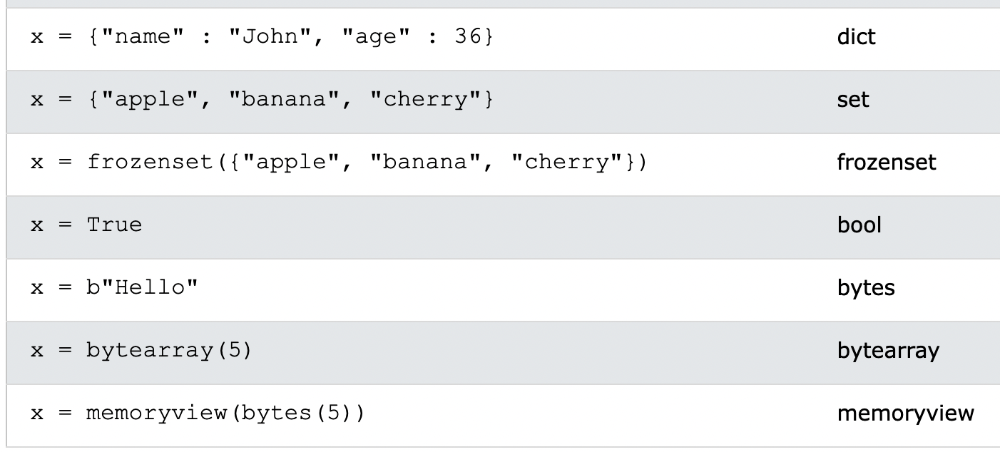 x = {"name" : "John", "age" : 36} dict
x = {"apple", "banana", "cherry"} set
x = frozenset({"apple", "banana", "cherry"}) frozenset
x = True bool
x = b"Hello" bytes
x = bytearray(5) bytearray
x = memoryview(bytes(5)) memoryview